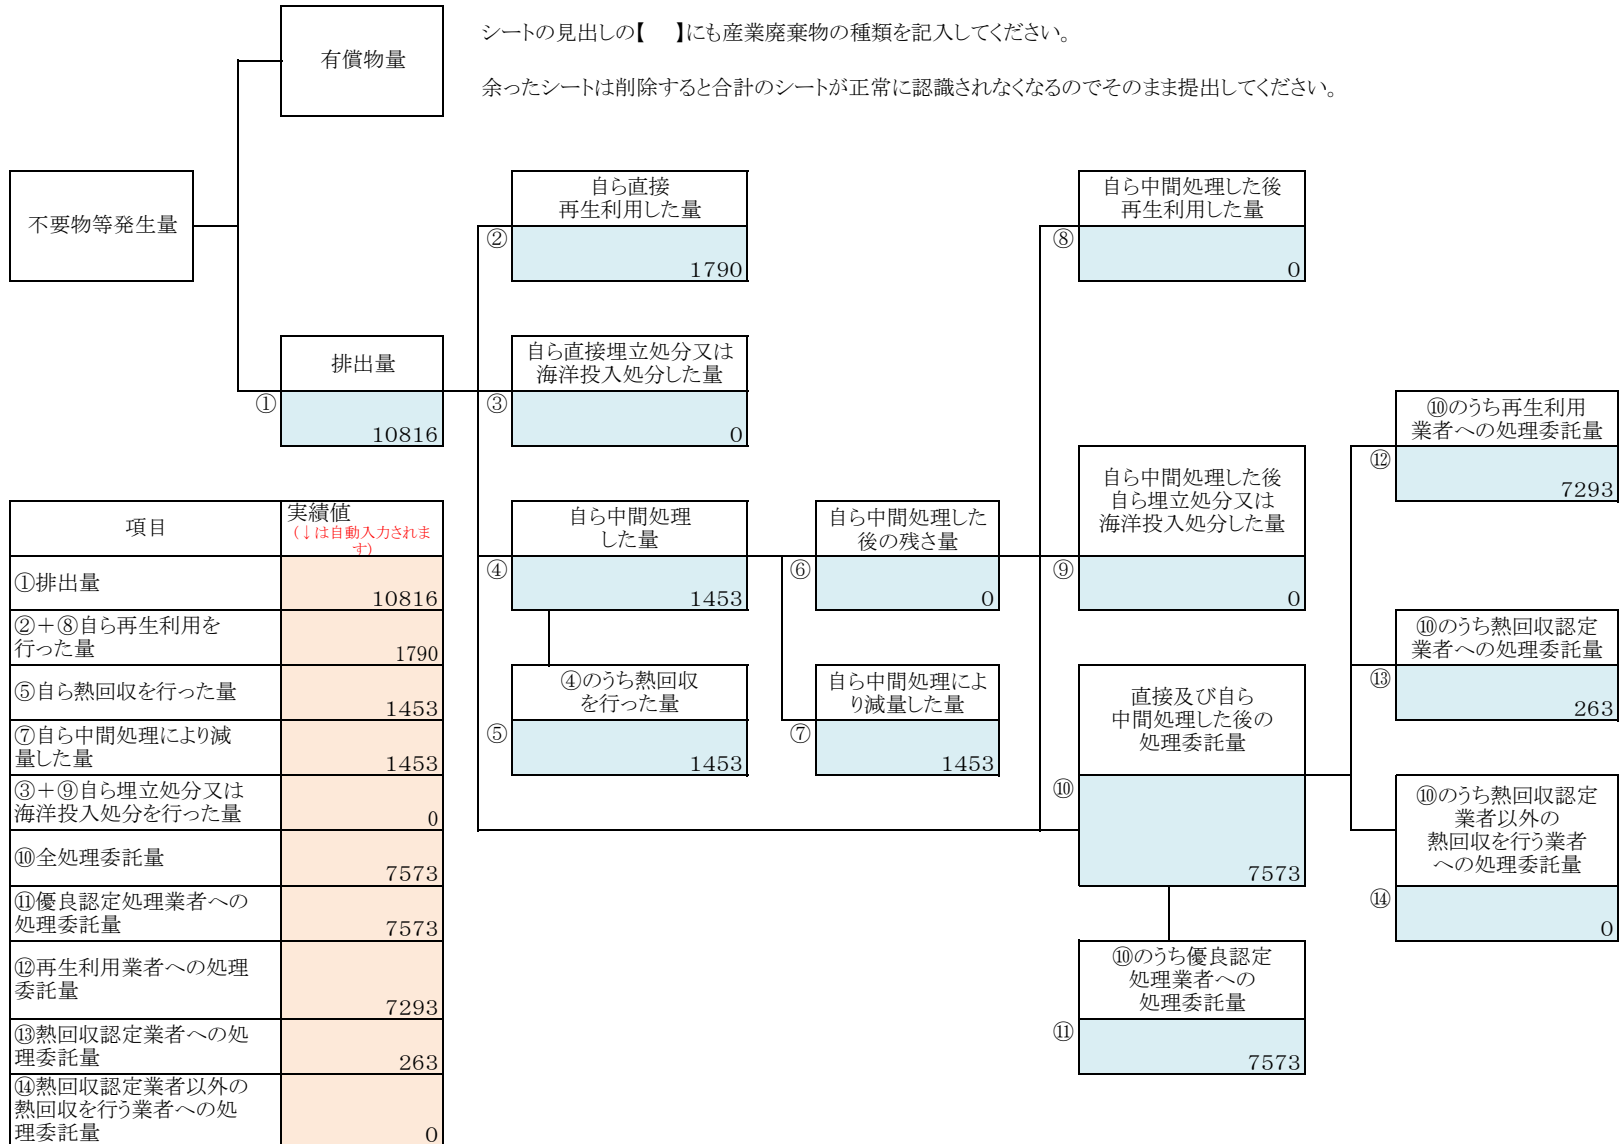 シートの見出しの【　】にも産業廃棄物の種類を記入してください。
余ったシートは削除すると合計のシートが正常に認識されなくなるのでそのまま提出してください。
有償物量
不要物等発生量
排出量
①
10816
自ら直接
再生利用した量
②
1790
自ら直接埋立処分又は
海洋投入処分した量
③
0
自ら中間処理
した量
④
1453
④のうち熱回収
を行った量
⑤
1453
自ら中間処理した
後の残さ量
⑥
0
自ら中間処理によ
り減量した量
⑦
1453
自ら中間処理した後
再生利用した量
⑧
0
自ら中間処理した後
自ら埋立処分又は
海洋投入処分した量
⑨
0
直接及び自ら
中間処理した後の
処理委託量
⑩
7573
⑩のうち優良認定
処理業者への
処理委託量
⑪
7573
⑩のうち再生利用
業者への処理委託量
⑫
7293
⑩のうち熱回収認定
業者への処理委託量
⑬
263
⑩のうち熱回収認定
業者以外の
熱回収を行う業者
への処理委託量
⑭
0
項目
実績値
(↓は自動入力されま
す)
①排出量
10816
②＋⑧自ら再生利用を
行った量
1790
⑤自ら熱回収を行った量
1453
⑦自ら中間処理により減
量した量
1453
③＋⑨自ら埋立処分又は
海洋投入処分を行った量
0
⑩全処理委託量
7573
⑪優良認定処理業者への
処理委託量
7573
⑫再生利用業者への処理
委託量
7293
⑬熱回収認定業者への処
理委託量
263
⑭熱回収認定業者以外の
熱回収を行う業者への処
理委託量
0